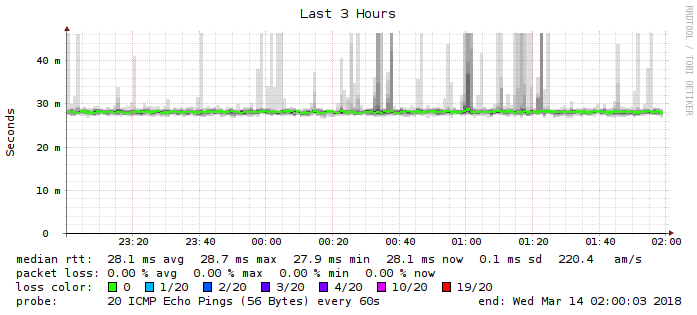 Last 3 Hours
RRDTOOL / TOBI OETIKER
Seconds
40 m
30 m
20 m
10 m
0
23:20 23:40 00:00 00:20 00:40 01:00 01:20 01:40 02:00
median rtt: 28.1 ms avg 28.7 ms max 27.9 ms min 28.1 ms now 0.1 ms sd 220.4 am/s
packet loss: 0.00 % avg 0.00 % max 0.00 % min 0.00 % now
loss color: 0 1/20 2/20 3/20 4/20 10/20 19/20
probe: 20 ICMP Echo Pings (56 Bytes) every 60s end: Wed Mar 14 02:00:03 2018